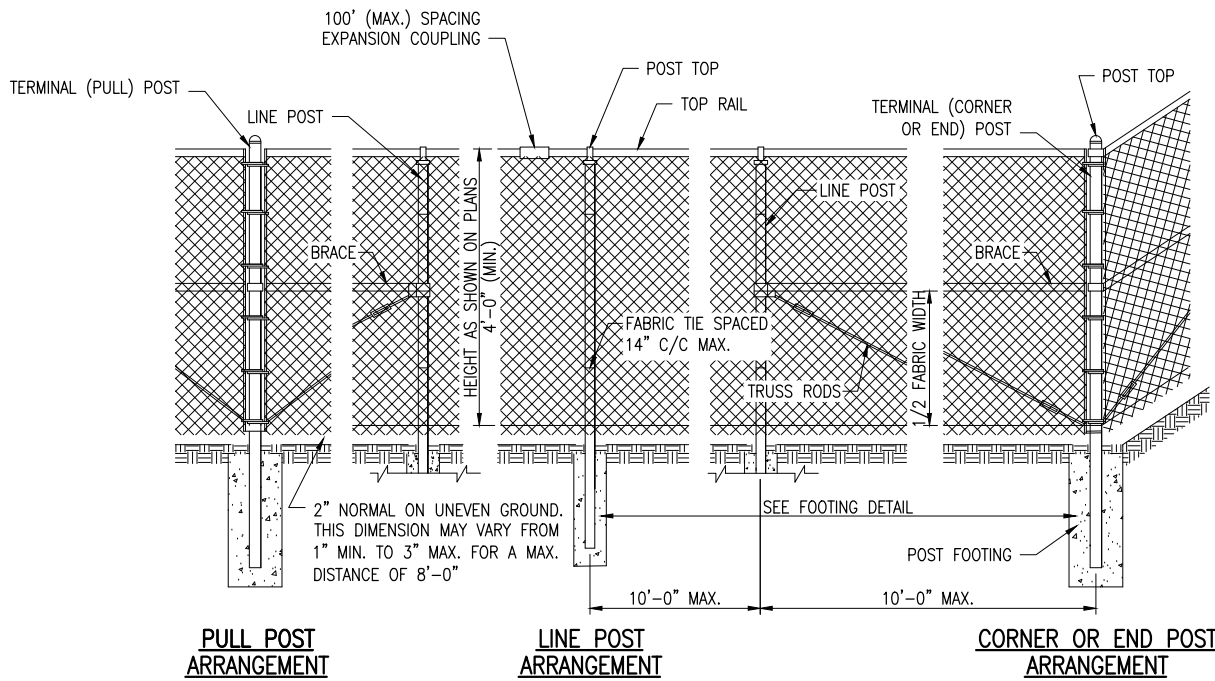 100' (MAX.) SPACING
EXPANSION COUPLING
TERMINAL (PULL) POST
LINE POST
POST TOP
TOP RAIL
POST TOP
TERMINAL (CORNER
OR END) POST
LINE POST
BRACE
HEIGHT AS SHOWN ON PLANS
4'-0" (MIN.)
BRACE
FABRIC TIE SPACED
14" C/C MAX.
TRUSS RODS
1/2 FABRIC WIDTH
2" NORMAL ON UNEVEN GROUND.
THIS DIMENSION MAY VARY FROM
1" MIN. TO 3" MAX. FOR A MAX.
DISTANCE OF 8'-0"
SEE FOOTING DETAIL
POST FOOTING
10'-0" MAX.
10'-0" MAX.
PULL POST
ARRANGEMENT
LINE POST
ARRANGEMENT
CORNER OR END POST
ARRANGEMENT